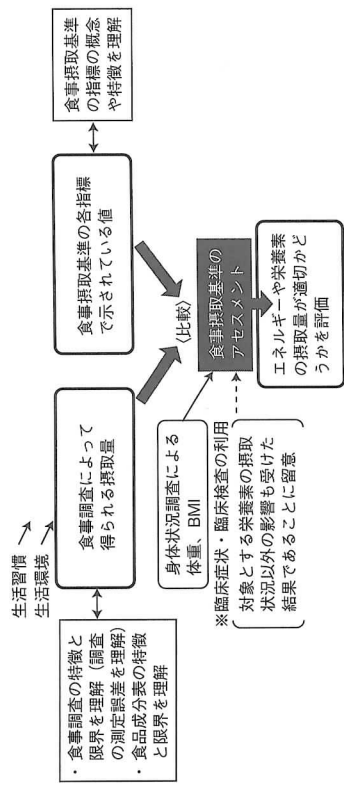 生活習慣
生活環境
・食事調査の特徴と
限界を理解（調査
の測定誤差を理解）
・食品成分表の特徴
と限界を理解
食事調査によって
得られる摂取量
食事摂取基準の各指標
で示されている値
食事摂取基準
の指標の概念
や特徴を理解
〈比較〉
身体状況調査による
体重、BMI
食事摂取基準の
アセスメント
※臨床症状・臨床検査の利用
対象とする栄養素の摂取
状況以外の影響も受けた
結果であることに留意
エネルギーや栄養素
の摂取量が適切かど
うかを評価